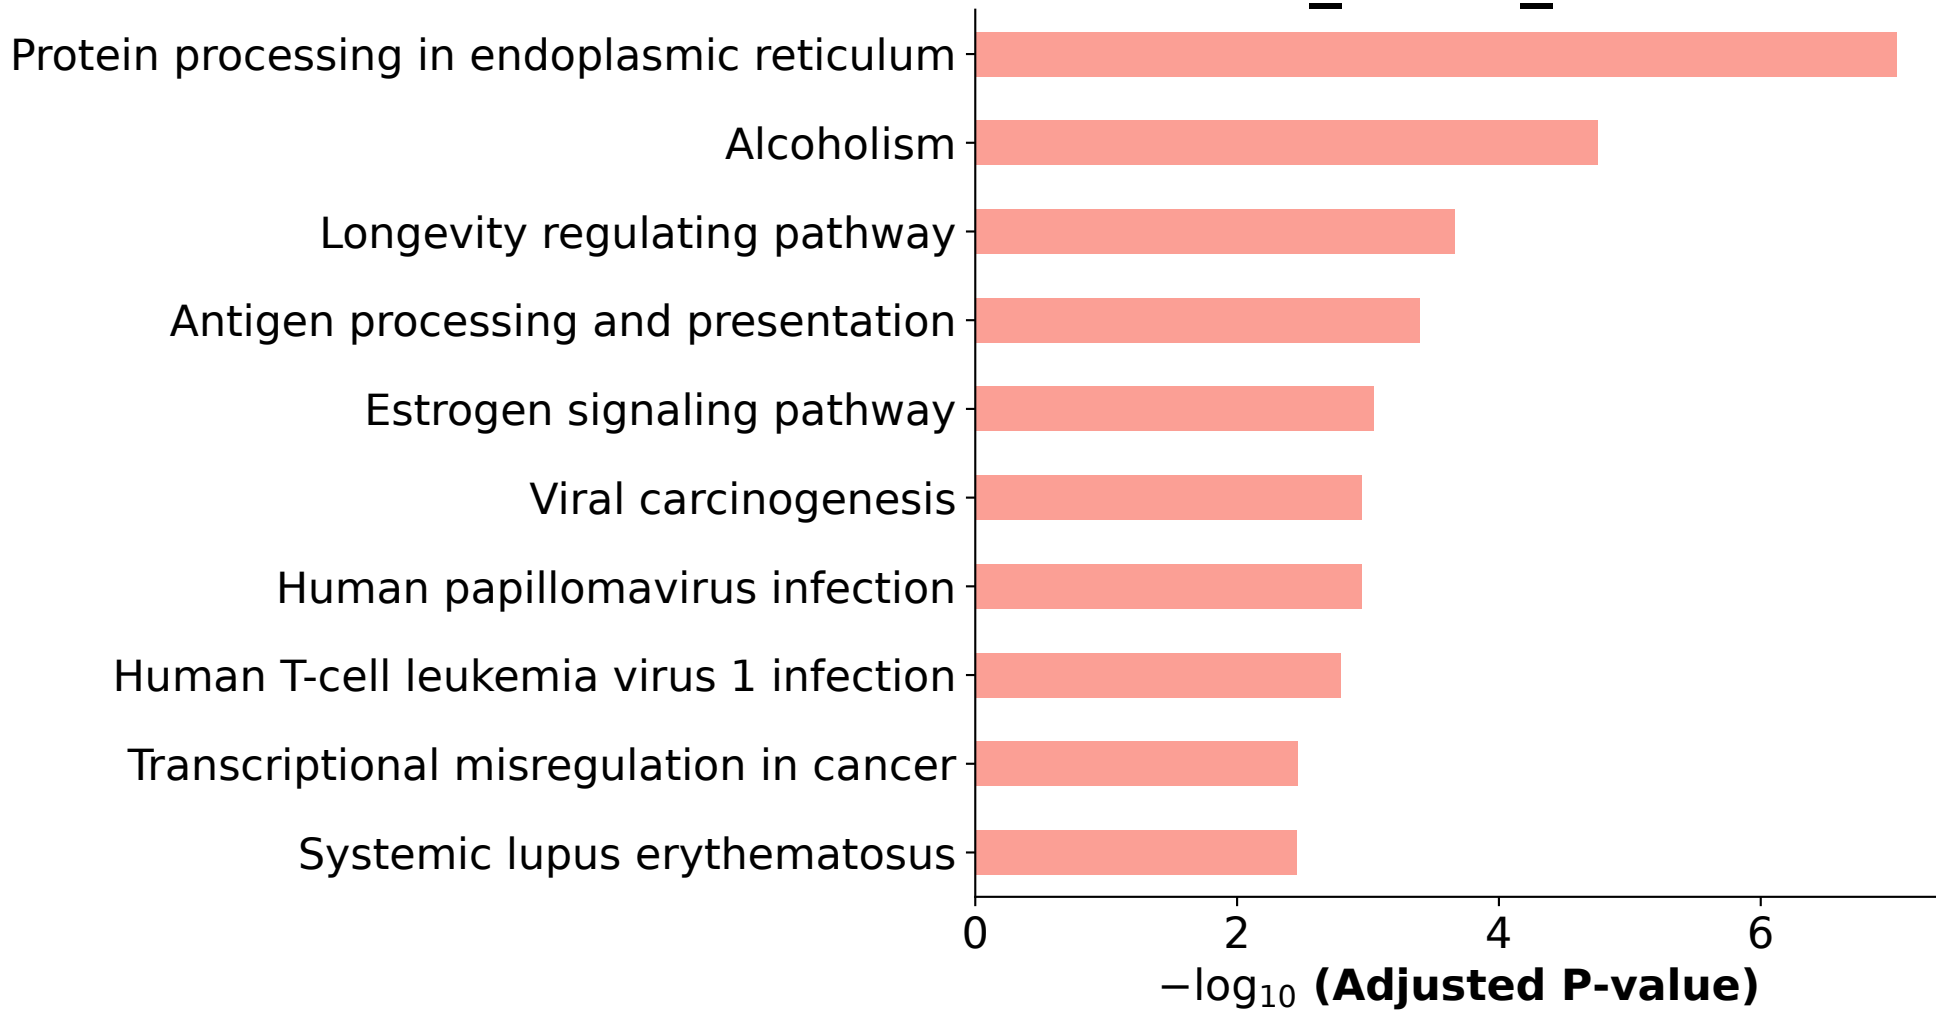 Protein processing in endoplasmic reticulum
Alcoholism
Longevity regulating pathway
Antigen processing and presentation
Estrogen signaling pathway
Viral carcinogenesis
Human papillomavirus infection
Human T-cell leukemia virus 1 infection
Transcriptional misregulation in cancer
Systemic lupus erythematosus
0 2 4 6
−log₁₀ (Adjusted P-value)